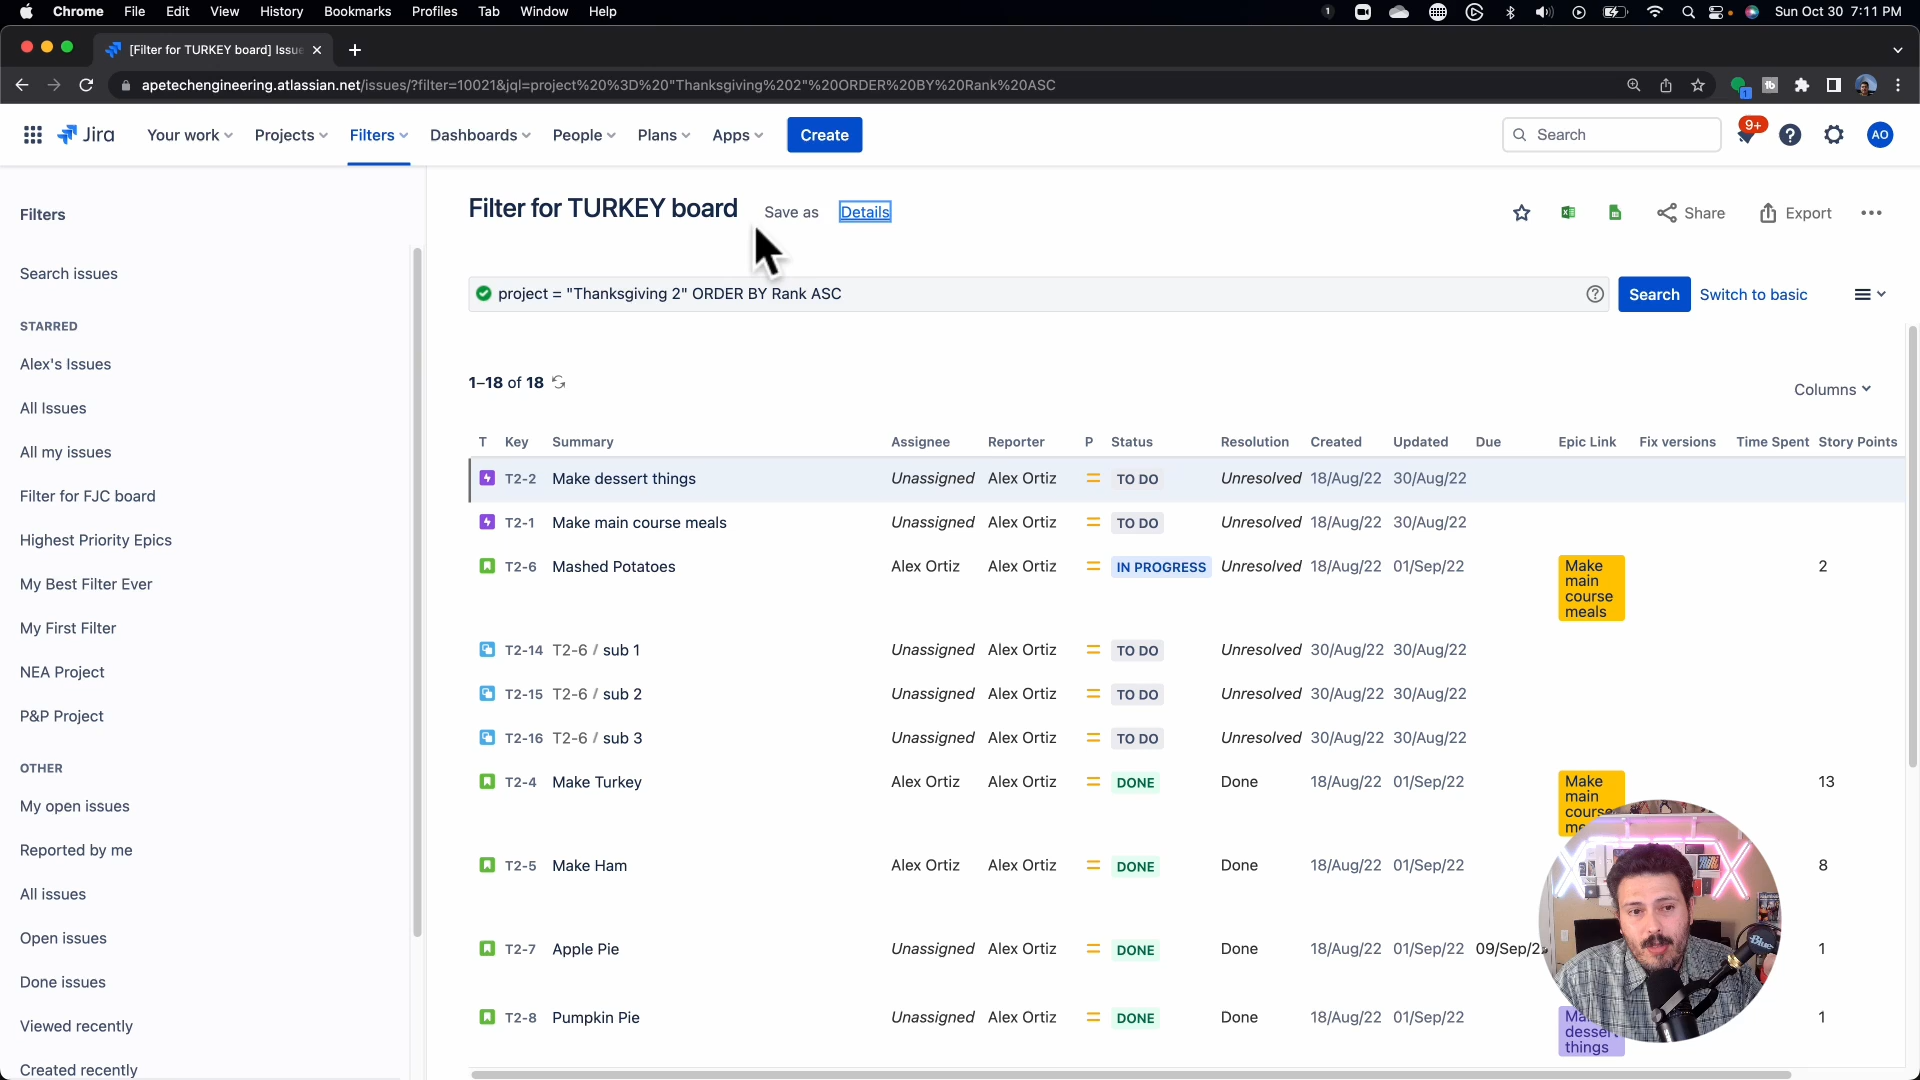 Chrome File Edit View History Bookmarks Profiles Tab Window Help
1 Sun Oct 30 7:11 PM
[Filter for TURKEY board] Issue
apetechengineering.atlassian.net/issues/?filter=10021&jql=project%20%3D%20"Thanksgiving%202"%20ORDER%20BY%20Rank%20ASC
1
Jira Your work Projects Filters Dashboards People Plans Apps Create
Search 9+ AO
Filters
Search issues
STARRED
Alex's Issues
All Issues
All my issues
Filter for FJC board
Highest Priority Epics
My Best Filter Ever
My First Filter
NEA Project
P&P Project
OTHER
My open issues
Reported by me
All issues
Open issues
Done issues
Viewed recently
Created recently
Filter for TURKEY board Save as Details
Share Export
project = "Thanksgiving 2" ORDER BY Rank ASC
Search Switch to basic
1–18 of 18
Columns
T Key Summary Assignee Reporter P Status Resolution Created Updated Due Epic Link Fix versions Time Spent Story Points
T2-2 Make dessert things Unassigned Alex Ortiz TO DO Unresolved 18/Aug/22 30/Aug/22
T2-1 Make main course meals Unassigned Alex Ortiz TO DO Unresolved 18/Aug/22 30/Aug/22
T2-6 Mashed Potatoes Alex Ortiz Alex Ortiz IN PROGRESS Unresolved 18/Aug/22 01/Sep/22 Make 2
main
course
meals
T2-14 T2-6 / sub 1 Unassigned Alex Ortiz TO DO Unresolved 30/Aug/22 30/Aug/22
T2-15 T2-6 / sub 2 Unassigned Alex Ortiz TO DO Unresolved 30/Aug/22 30/Aug/22
T2-16 T2-6 / sub 3 Unassigned Alex Ortiz TO DO Unresolved 30/Aug/22 30/Aug/22
T2-4 Make Turkey Alex Ortiz Alex Ortiz DONE Done 18/Aug/22 01/Sep/22 Make 13
main
T2-5 Make Ham Alex Ortiz Alex Ortiz DONE Done 18/Aug/22 01/Sep/22 8
T2-7 Apple Pie Unassigned Alex Ortiz DONE Done 18/Aug/22 01/Sep/22 09/Sep/2 1
T2-8 Pumpkin Pie Unassigned Alex Ortiz DONE Done 18/Aug/22 01/Sep/22 1
things
Blue